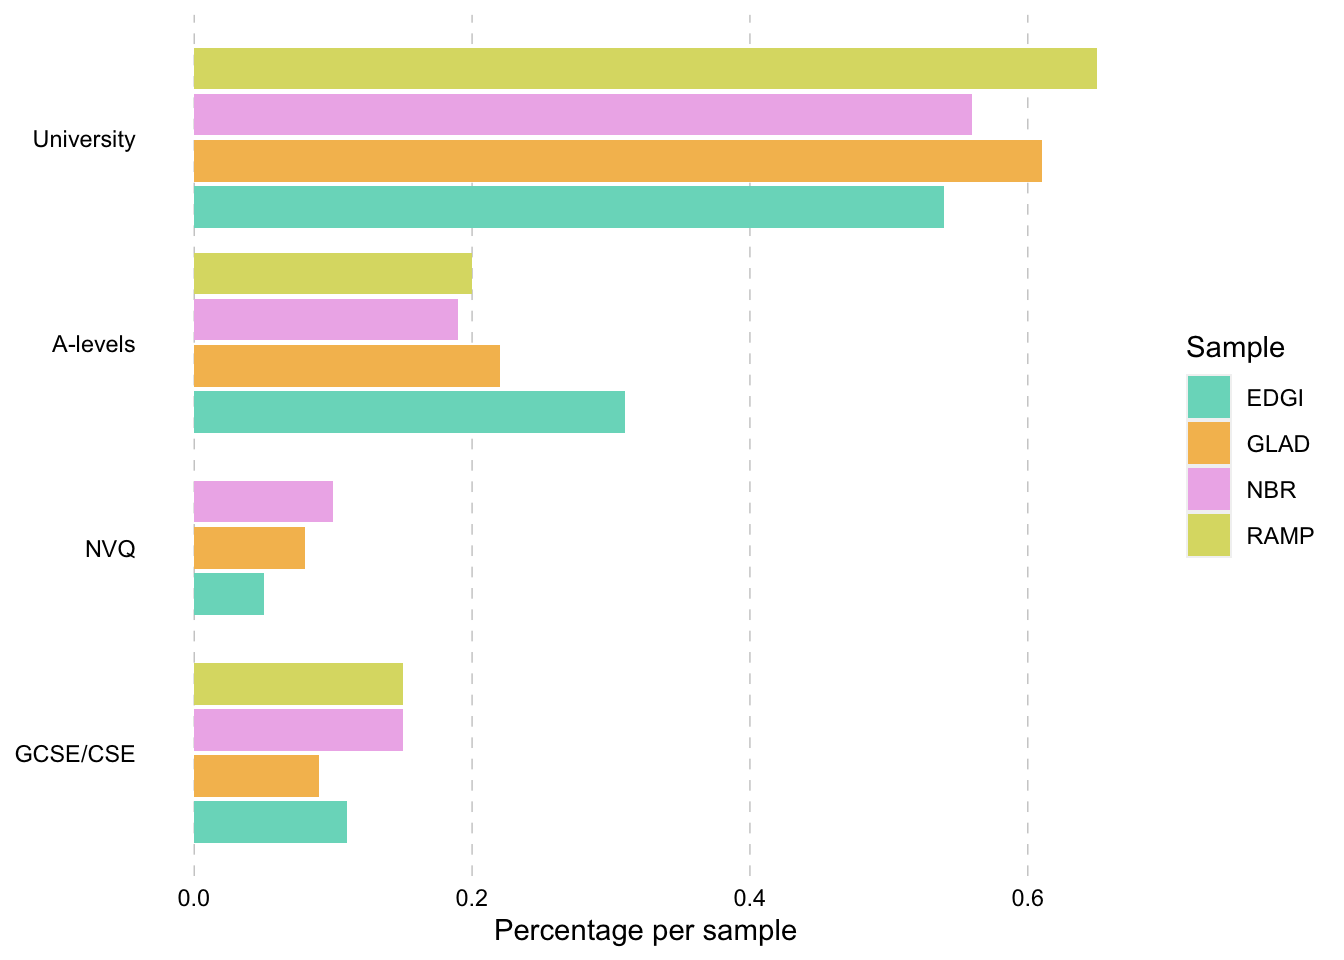 University
A-levels
NVQ
GCSE/CSE
0.0 0.2 0.4 0.6
Percentage per sample
Sample
EDGI
GLAD
NBR
RAMP